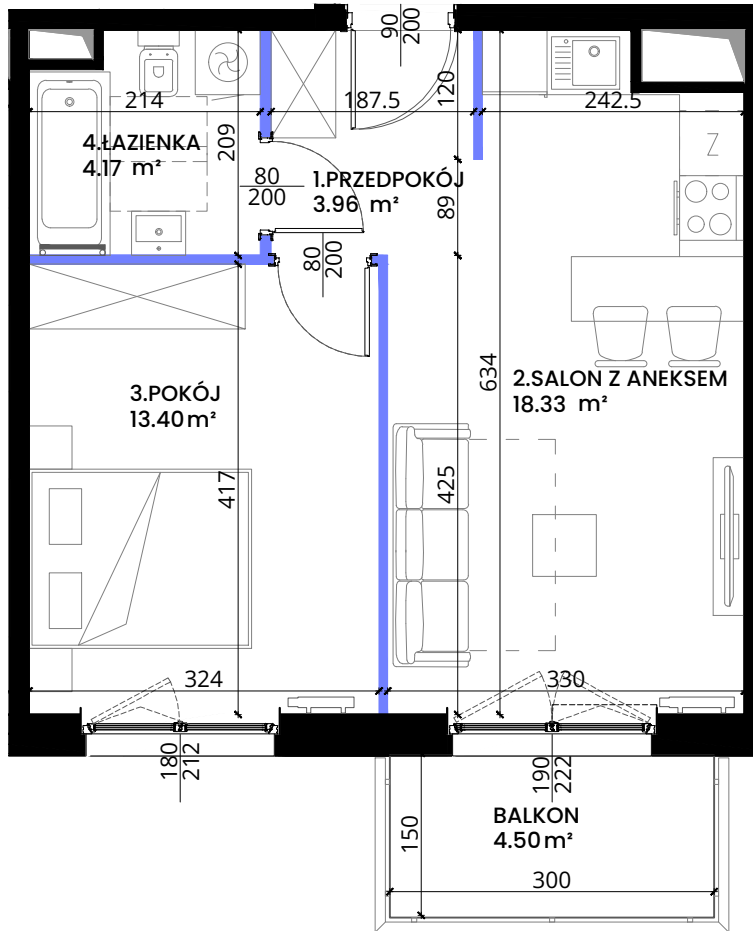 90
200
214
187.5
120
242.5
4.ŁAZIENKA
4.17 m²
209
Z
80
200
1.PRZEDPOKÓJ
3.96 m²
89
80
200
634
2.SALON Z ANEKSEM
18.33 m²
3.POKÓJ
13.40 m²
417
425
324
330
180
212
190
222
BALKON
4.50 m²
150
300